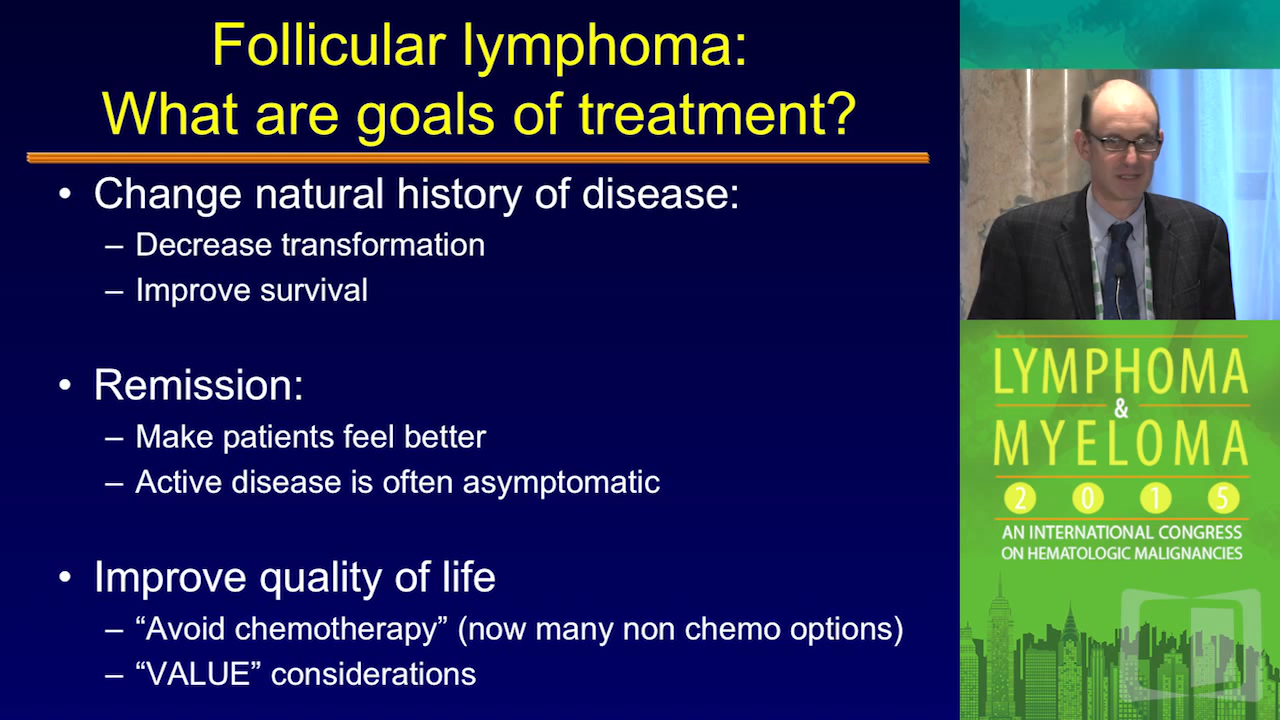 Follicular lymphoma:
What are goals of treatment?
• Change natural history of disease:
– Decrease transformation
– Improve survival
• Remission:
– Make patients feel better
– Active disease is often asymptomatic
• Improve quality of life
– “Avoid chemotherapy” (now many non chemo options)
– “VALUE” considerations
LYMPHOMA
&
MYELOMA
2 0 1 5
AN INTERNATIONAL CONGRESS
ON HEMATOLOGIC MALIGNANCIES